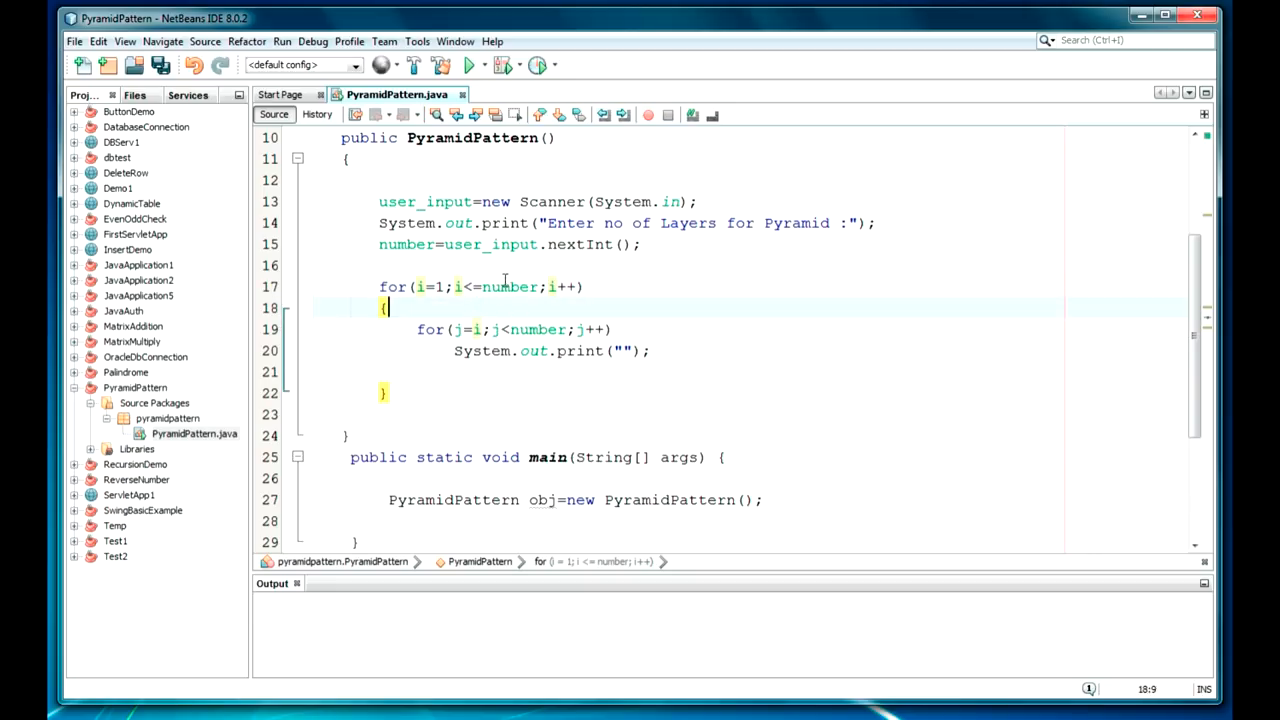 PyramidPattern - NetBeans IDE 8.0.2
File Edit View Navigate Source Refactor Run Debug Profile Team Tools Window Help
Search (Ctrl+I)
<default config>
Proj... Files Services
Start Page PyramidPattern.java
Source History
ButtonDemo
DatabaseConnection
DBServ1
dbtest
DeleteRow
Demo1
DynamicTable
EvenOddCheck
FirstServletApp
InsertDemo
JavaApplication1
JavaApplication2
JavaApplication5
JavaAuth
MatrixAddition
MatrixMultiply
OracleDbConnection
Palindrome
PyramidPattern
Source Packages
pyramidpattern
PyramidPattern.java
Libraries
RecursionDemo
ReverseNumber
ServletApp1
SwingBasicExample
Temp
Test1
Test2
10 public PyramidPattern()
11 {
12
13 user_input=new Scanner(System.in);
14 System.out.print("Enter no of Layers for Pyramid :");
15 number=user_input.nextInt();
16
17 for(i=1;i<=number;i++)
18 {
19 for(j=i;j<number;j++)
20 System.out.print("");
21
22 }
23
24 }
25 public static void main(String[] args) {
26
27 PyramidPattern obj=new PyramidPattern();
28
29 }
pyramidpattern.PyramidPattern PyramidPattern for (i = 1; i <= number; i++)
Output
1 18:9 INS